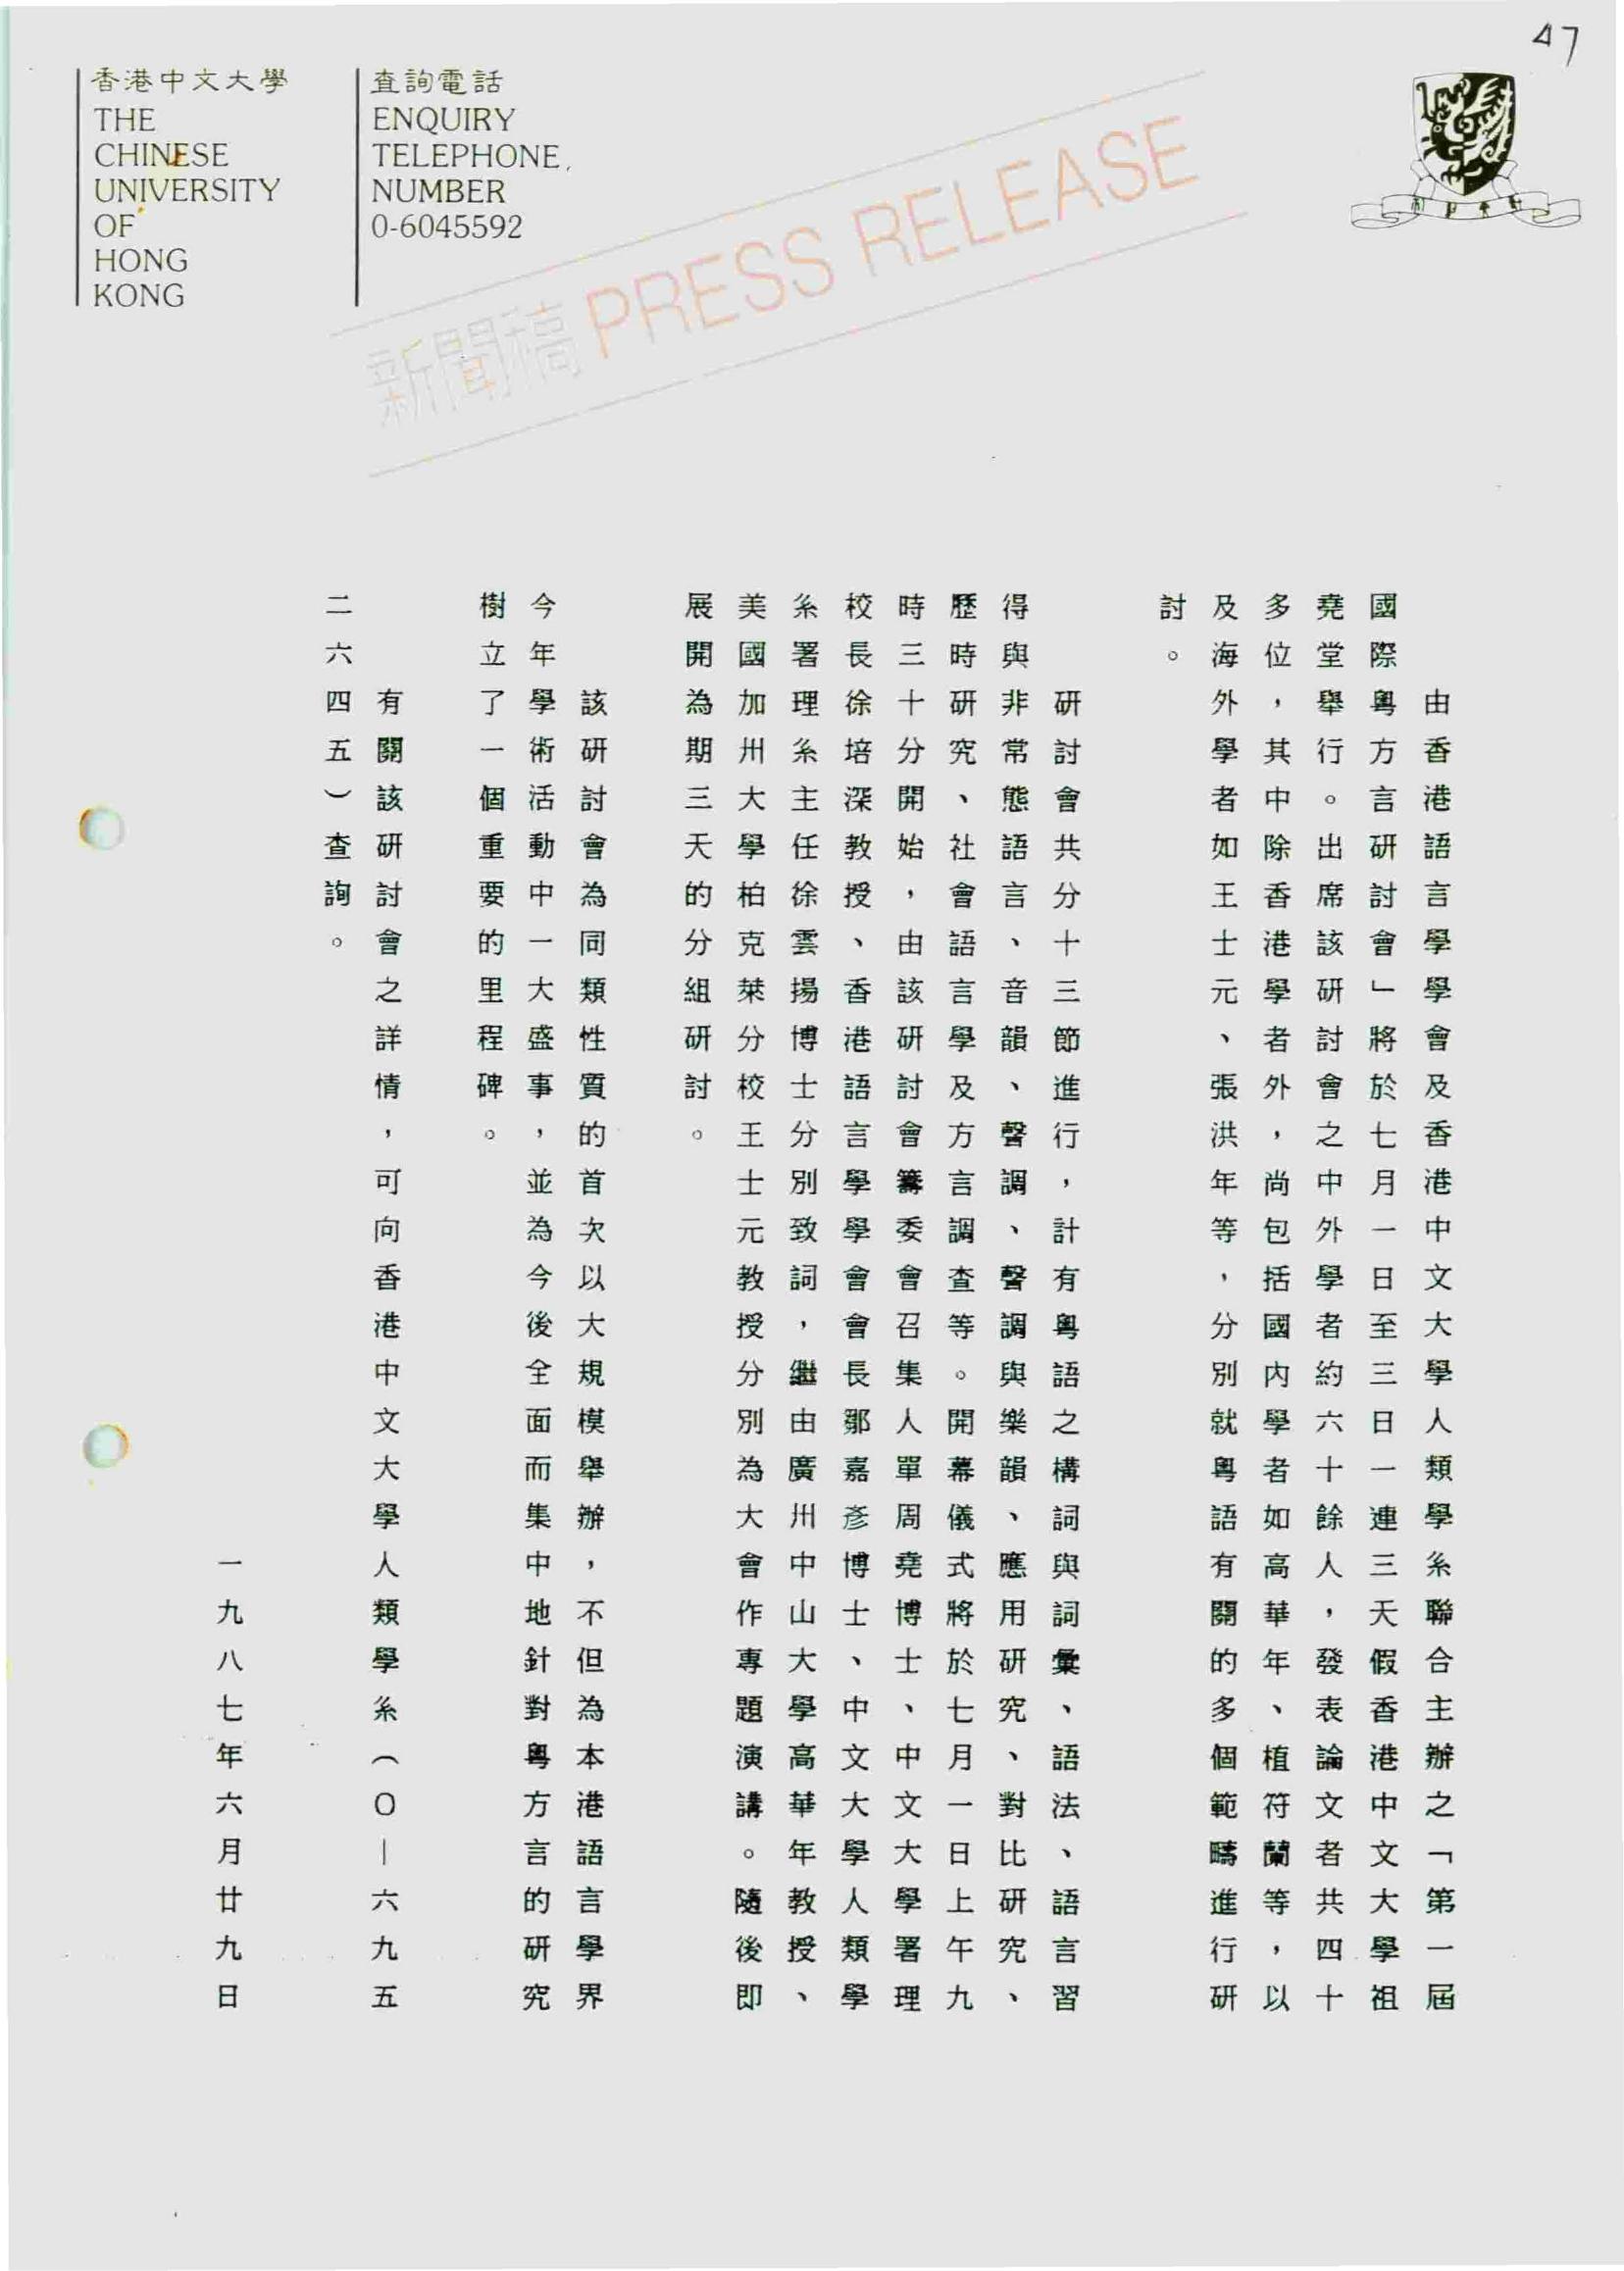 47
香港中文大學
THE
CHINESE
UNIVERSITY
OF
HONG
KONG
查詢電話
ENQUIRY
TELEPHONE
NUMBER
0-6045592
新聞稿 PRESS RELEASE
由香港語言學學會及香港中文大學人類學系聯合主辦之「第一屆
國際粵方言研討會」將於七月一日至三日一連三天假香港中文大學祖
堯堂舉行。出席該研討會之中外學者約六十餘人，發表論文者共四十
多位，其中除香港學者外，尚包括國內學者如高華年、植符蘭等，以
及海外學者如王士元、張洪年等，分別就粵語有關的多個範疇進行研
討。
研討會共分十三節進行，計有粵語之構詞與詞彙、語法、語言習
得與非常態語言、音韻、聲調、聲調與樂韻、應用研究、對比研究、
歷時研究、社會語言學及方言調查等。開幕儀式將於七月一日上午九
時三十分開始，由該研討會籌委會召集人單周堯博士、中文大學署理
校長徐培深教授、香港語言學學會會長鄒嘉彥博士、中文大學人類學
系署理系主任徐雲揚博士分別致詞，繼由廣州中山大學高華年教授、
美國加州大學柏克萊分校王士元教授分別為大會作專題演講。隨後即
展開為期三天的分組研討。
該研討會為同類性質的首次以大規模舉辦，不但為本港語言學界
今年學術活動中一大盛事，並為今後全面而集中地針對粵方言的研究
樹立了一個重要的里程碑。
有關該研討會之詳情，可向香港中文大學人類學系（〇—六九五
二六四五）查詢。
一九八七年六月廿九日